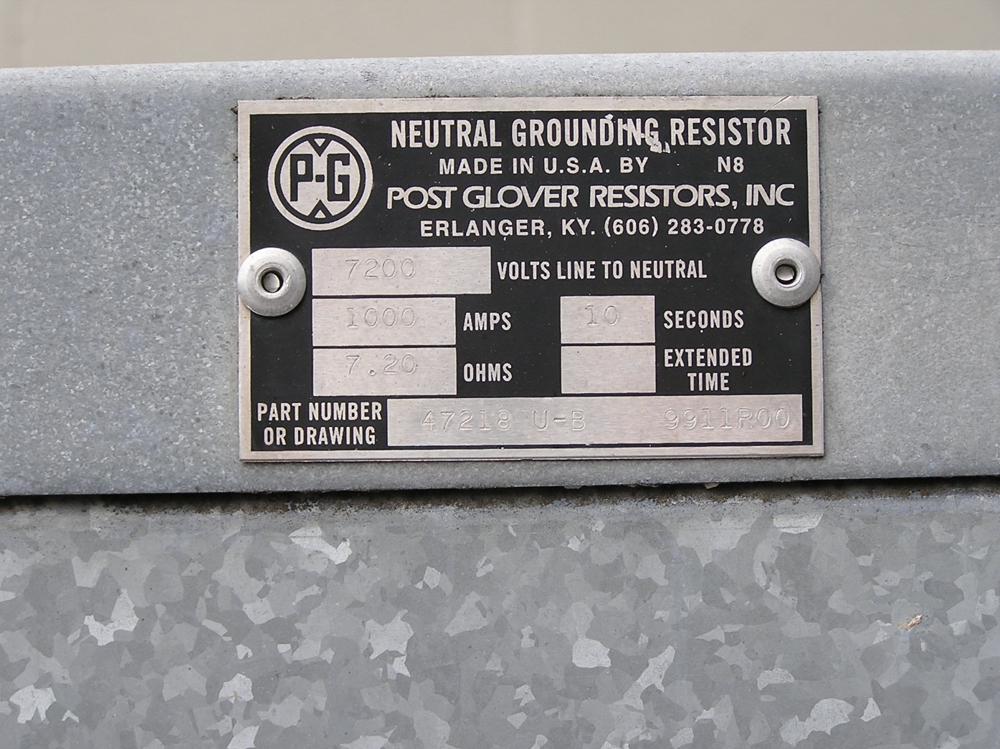 P-G
NEUTRAL GROUNDING RESISTOR
MADE IN U.S.A. BY N8
POST GLOVER RESISTORS, INC
ERLANGER, KY. (606) 283-0778
7200 VOLTS LINE TO NEUTRAL
1000 AMPS 10 SECONDS
7.20 OHMS EXTENDED
TIME
PART NUMBER
OR DRAWING
47218 U-B 9911R00